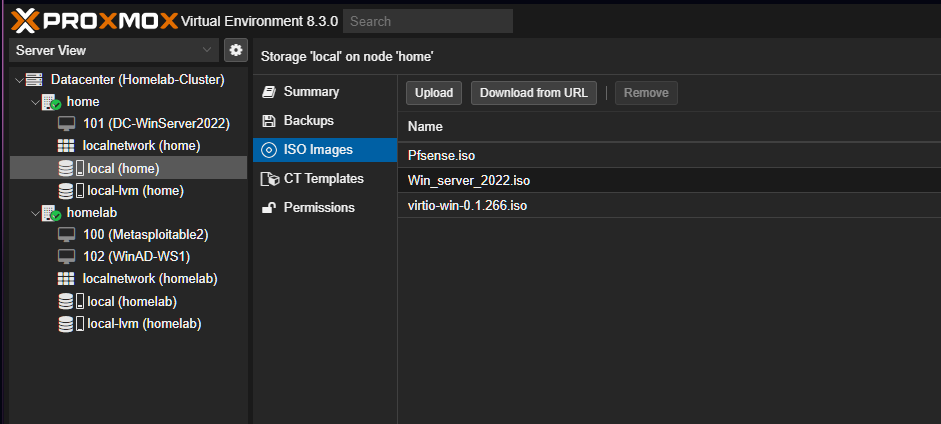 PROXMOX Virtual Environment 8.3.0 Search
Server View
Datacenter (Homelab-Cluster)
home
101 (DC-WinServer2022)
localnetwork (home)
local (home)
local-lvm (home)
homelab
100 (Metasploitable2)
102 (WinAD-WS1)
localnetwork (homelab)
local (homelab)
local-lvm (homelab)
Storage 'local' on node 'home'
Summary
Backups
ISO Images
CT Templates
Permissions
Upload Download from URL Remove
Name
Pfsense.iso
Win_server_2022.iso
virtio-win-0.1.266.iso